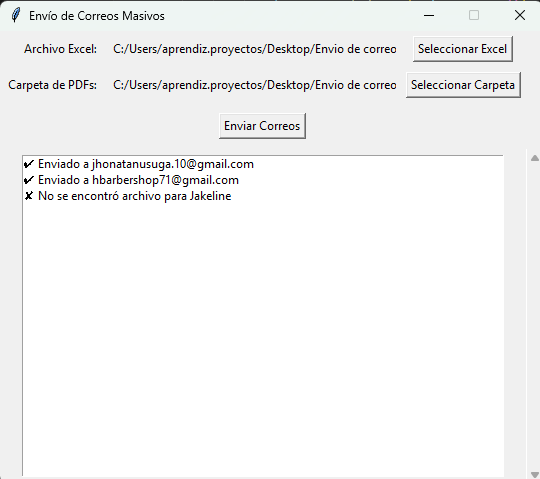 Envío de Correos Masivos
Archivo Excel: C:/Users/aprendiz.proyectos/Desktop/Envio de correo Seleccionar Excel
Carpeta de PDFs: C:/Users/aprendiz.proyectos/Desktop/Envio de correo Seleccionar Carpeta
Enviar Correos
✔ Enviado a jhonatanusuga.10@gmail.com
✔ Enviado a hbarbershop71@gmail.com
✘ No se encontró archivo para Jakeline